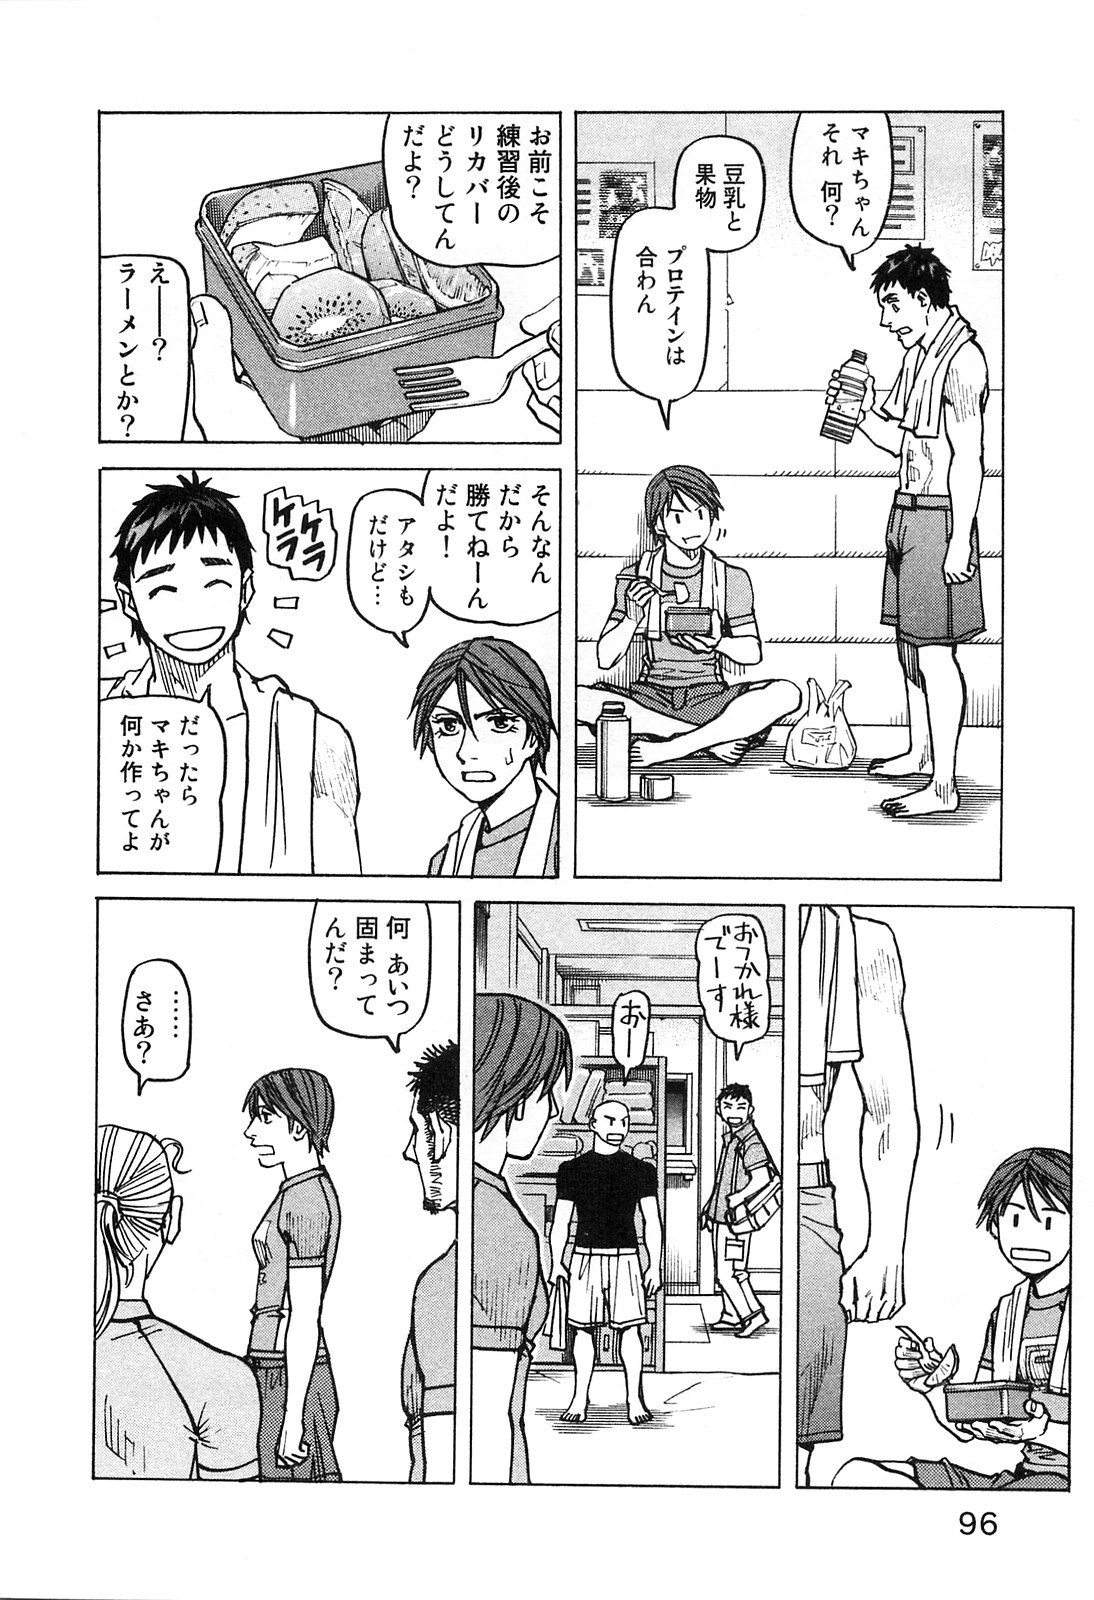 マキちゃん
それ 何?
豆乳と
果物
プロテインは
合わん
お前こそ
練習後の
リカバー
どうしてん
だよ?
え――?
ラーメンとか?
そんなん
だから
勝てねーん
だよ!
アタシも
だけど…
ケラケラ
だったら
マキちゃんが
何か作ってよ
おつかれ様
でーす
おー
何 あいつ
固まって
んだ?
……
さあ?
96